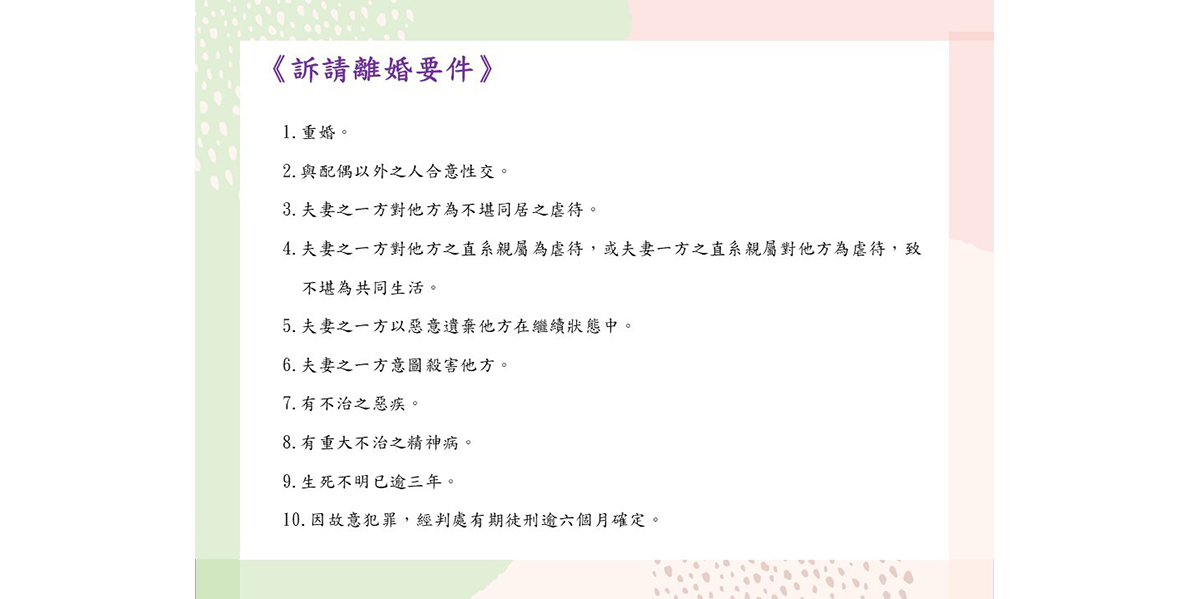 《訴請離婚要件》
1.重婚。
2.與配偶以外之人合意性交。
3.夫妻之一方對他方為不堪同居之虐待。
4.夫妻之一方對他方之直系親屬為虐待，或夫妻一方之直系親屬對他方為虐待，致
不堪為共同生活。
5.夫妻之一方以惡意遺棄他方在繼續狀態中。
6.夫妻之一方意圖殺害他方。
7.有不治之惡疾。
8.有重大不治之精神病。
9.生死不明已逾三年。
10.因故意犯罪，經判處有期徒刑逾六個月確定。